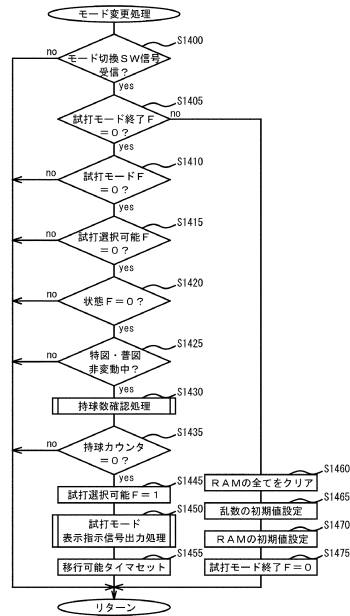 モード変更処理
S1400
モード切換SW信号
受信？
no
yes
S1405
試打モード終了F
＝0？
no
yes
S1410
試打モードF
＝0？
no
yes
S1415
試打選択可能F
＝0？
no
yes
S1420
状態F＝0？
no
yes
S1425
特図・普図
非変動中？
no
yes
S1430
持球数確認処理
S1435
持球カウンタ
＝0？
no
yes
S1445
試打選択可能F＝1
S1450
試打モード
表示指示信号出力処理
S1455
移行可能タイマセット
S1460
RAMの全てをクリア
S1465
乱数の初期値設定
S1470
RAMの初期値設定
S1475
試打モード終了F＝0
リターン